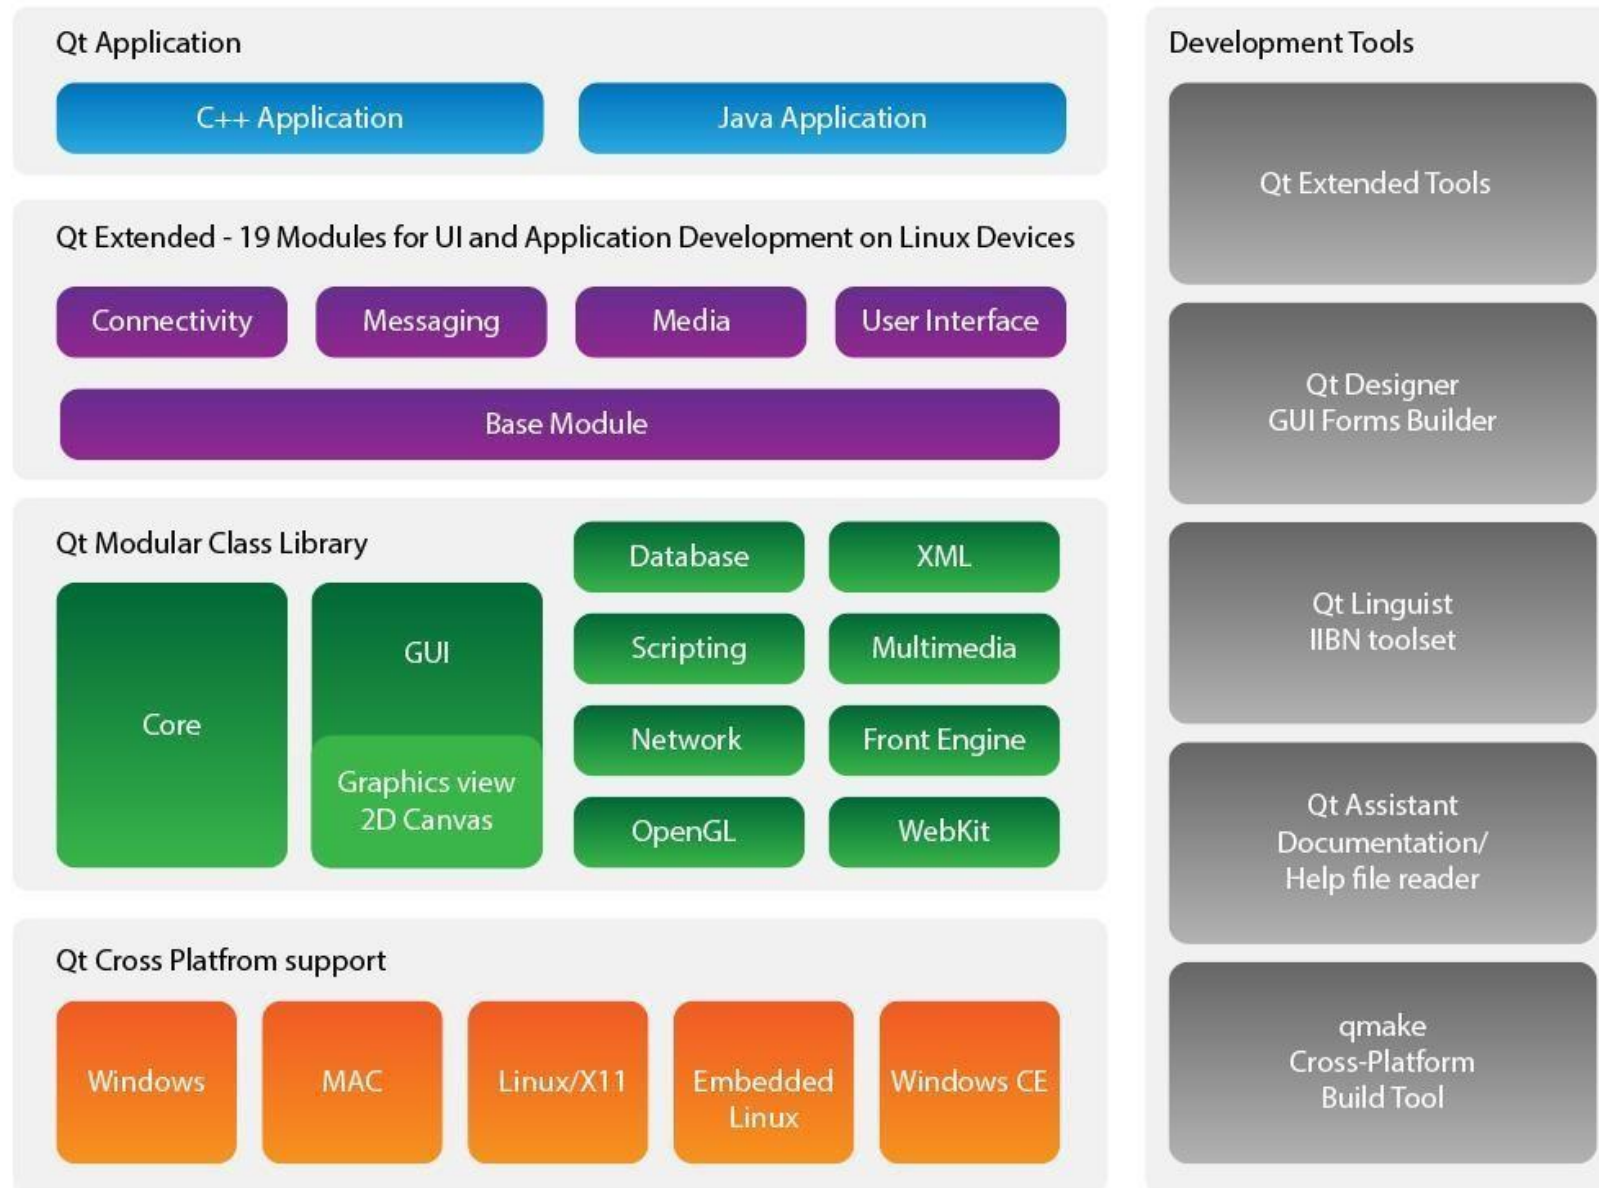 Qt Application
C++ Application
Java Application
Qt Extended - 19 Modules for UI and Application Development on Linux Devices
Connectivity
Messaging
Media
User Interface
Base Module
Qt Modular Class Library
Core
GUI
Graphics view
2D Canvas
Database
XML
Scripting
Multimedia
Network
Front Engine
OpenGL
WebKit
Qt Cross Platfrom support
Windows
MAC
Linux/X11
Embedded
Linux
Windows CE
Development Tools
Qt Extended Tools
Qt Designer
GUI Forms Builder
Qt Linguist
IIBN toolset
Qt Assistant
Documentation/
Help file reader
qmake
Cross-Platform
Build Tool